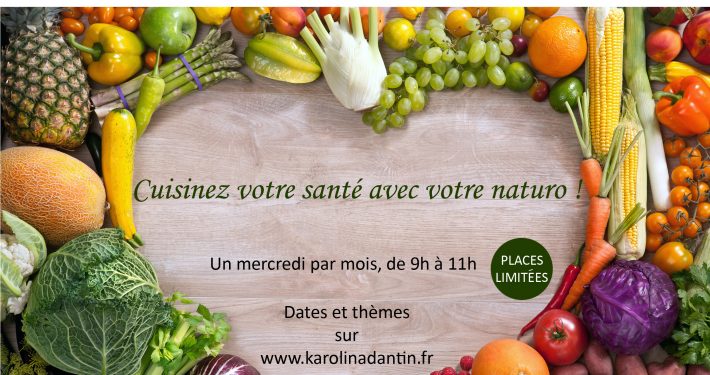 Cuisinez votre santé avec votre naturo !
Un mercredi par mois, de 9h à 11h
PLACES
LIMITÉES
Dates et thèmes
sur
www.karolinadantin.fr